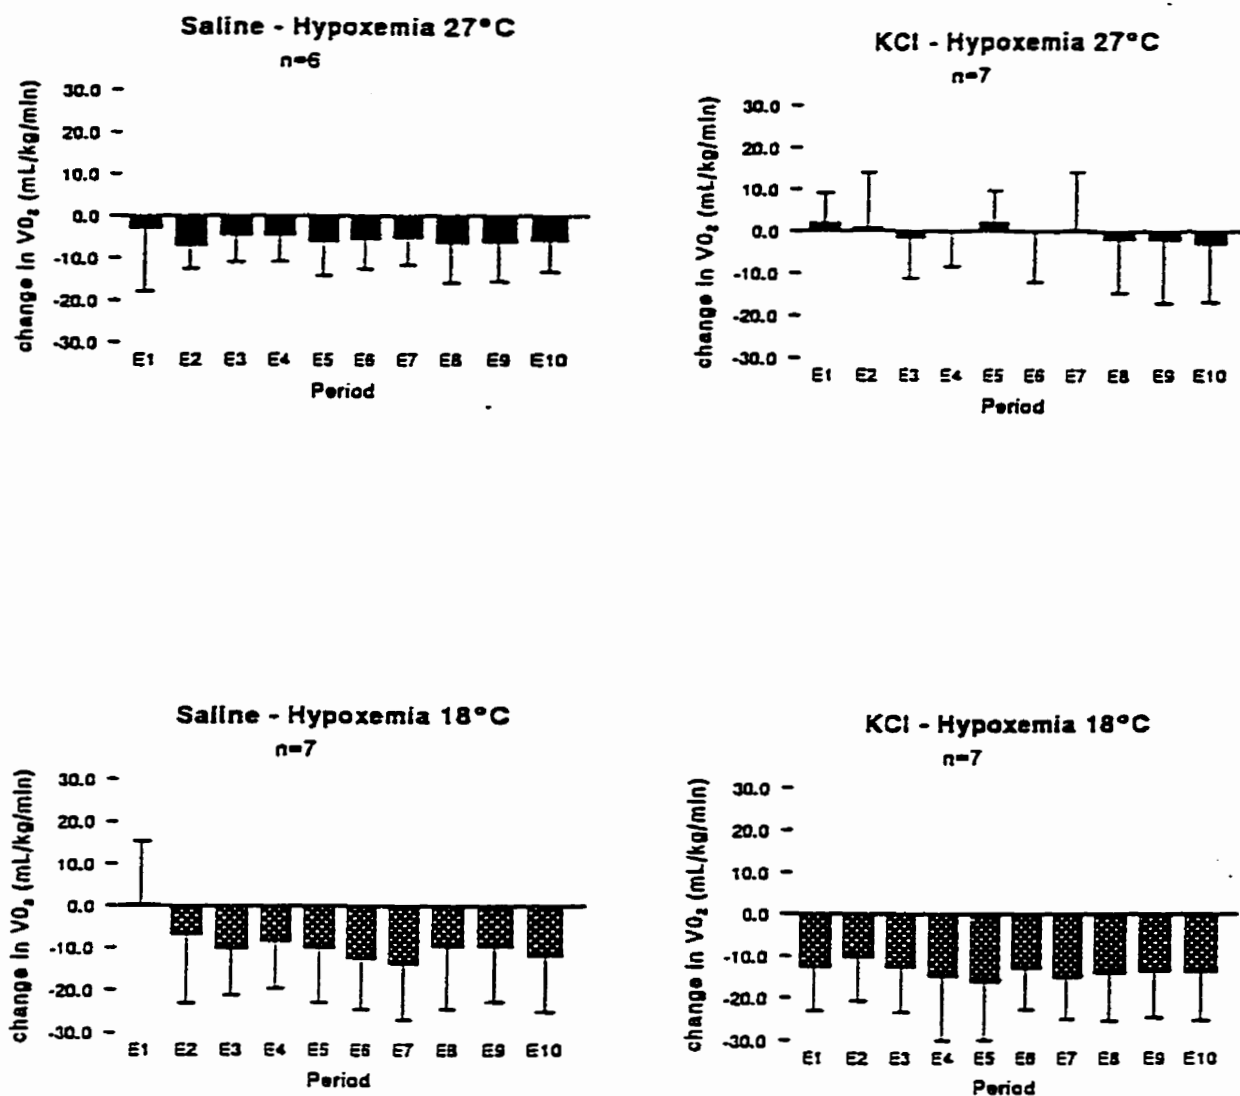 Saline - Hypoxemia 27°C
n=6
change in VO₂ (mL/kg/min)
30.0
20.0
10.0
0.0
-10.0
-20.0
-30.0
E1 E2 E3 E4 E5 E6 E7 E8 E9 E10
Period
KCl - Hypoxemia 27°C
n=7
change in VO₂ (mL/kg/min)
30.0
20.0
10.0
0.0
-10.0
-20.0
-30.0
E1 E2 E3 E4 E5 E6 E7 E8 E9 E10
Period
Saline - Hypoxemia 18°C
n=7
change in VO₂ (mL/kg/min)
30.0
20.0
10.0
0.0
-10.0
-20.0
-30.0
E1 E2 E3 E4 E5 E6 E7 E8 E9 E10
Period
KCl - Hypoxemia 18°C
n=7
change in VO₂ (mL/kg/min)
30.0
20.0
10.0
0.0
-10.0
-20.0
-30.0
E1 E2 E3 E4 E5 E6 E7 E8 E9 E10
Period